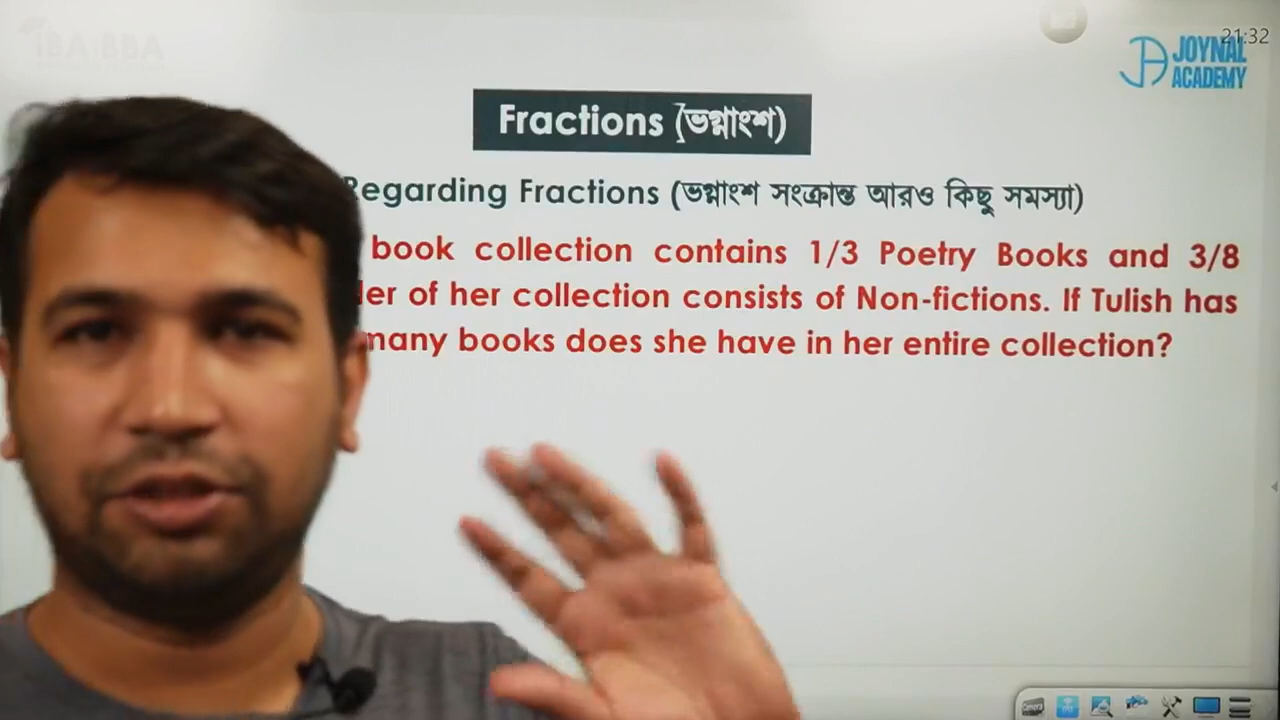 IBA BBA
21:32
JOYNAL
ACADEMY
Fractions (ভগ্নাংশ)
Regarding Fractions (ভগ্নাংশ সংক্রান্ত আরও কিছু সমস্যা)
book collection contains 1/3 Poetry Books and 3/8
of her collection consists of Non-fictions. If Tulish has
many books does she have in her entire collection?